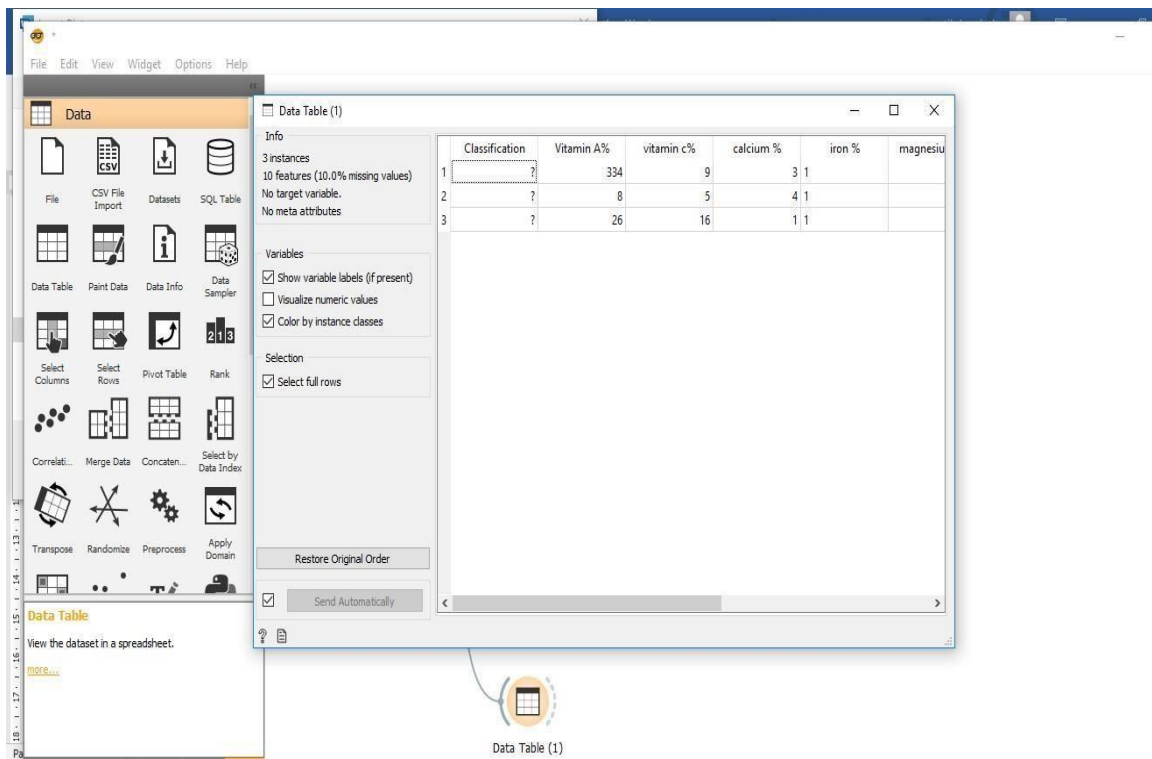 File Edit View Widget Options Help
Data
File
CSV File Import
Datasets
SQL Table
Data Table
Paint Data
Data Info
Data Sampler
Select Columns
Select Rows
Pivot Table
Rank
Correlati...
Merge Data
Concaten...
Select by Data Index
Transpose
Randomize
Preprocess
Apply Domain
Data Table
View the dataset in a spreadsheet.
more...
Data Table (1)
Info
3 instances
10 features (10.0% missing values)
No target variable.
No meta attributes
Variables
Show variable labels (if present)
Visualize numeric values
Color by instance classes
Selection
Select full rows
Restore Original Order
Send Automatically
Classification Vitamin A% vitamin c% calcium % iron % magnesiu
1 ? 334 9 3 1
2 ? 8 5 4 1
3 ? 26 16 1 1
Data Table (1)